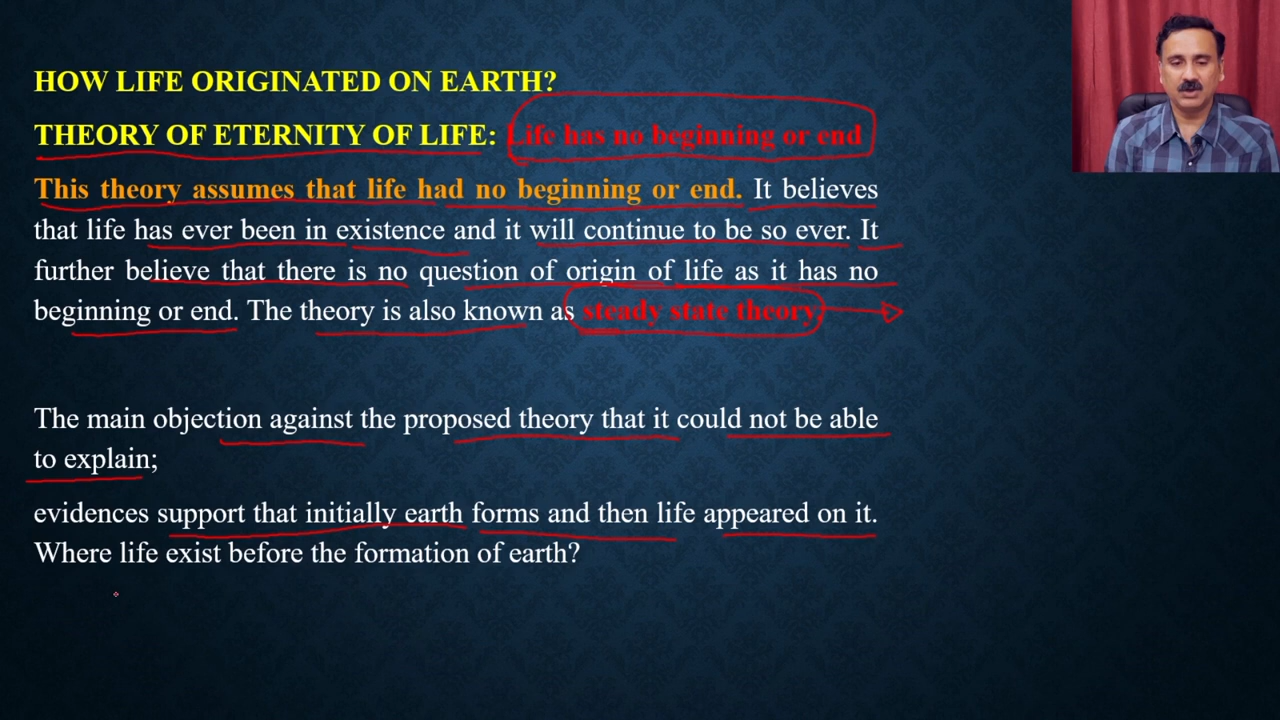 HOW LIFE ORIGINATED ON EARTH?
THEORY OF ETERNITY OF LIFE: Life has no beginning or end
This theory assumes that life had no beginning or end. It believes
that life has ever been in existence and it will continue to be so ever. It
further believe that there is no question of origin of life as it has no
beginning or end. The theory is also known as steady state theory.
The main objection against the proposed theory that it could not be able
to explain;
evidences support that initially earth forms and then life appeared on it.
Where life exist before the formation of earth?